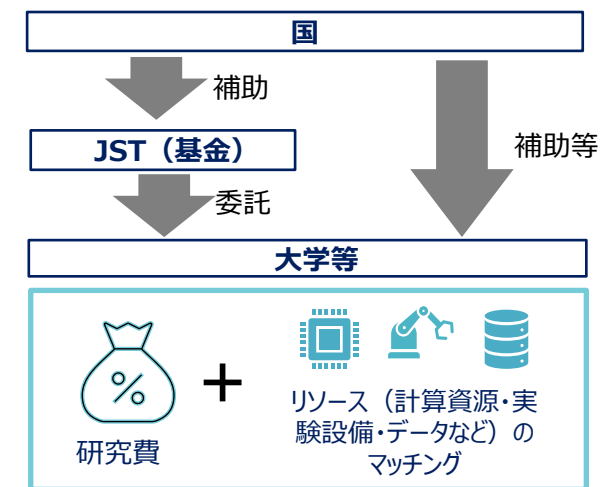 国
補助
JST（基金）
補助等
委託
大学等
%
+
研究費
リソース（計算資源・実
験設備・データなど）の
マッチング